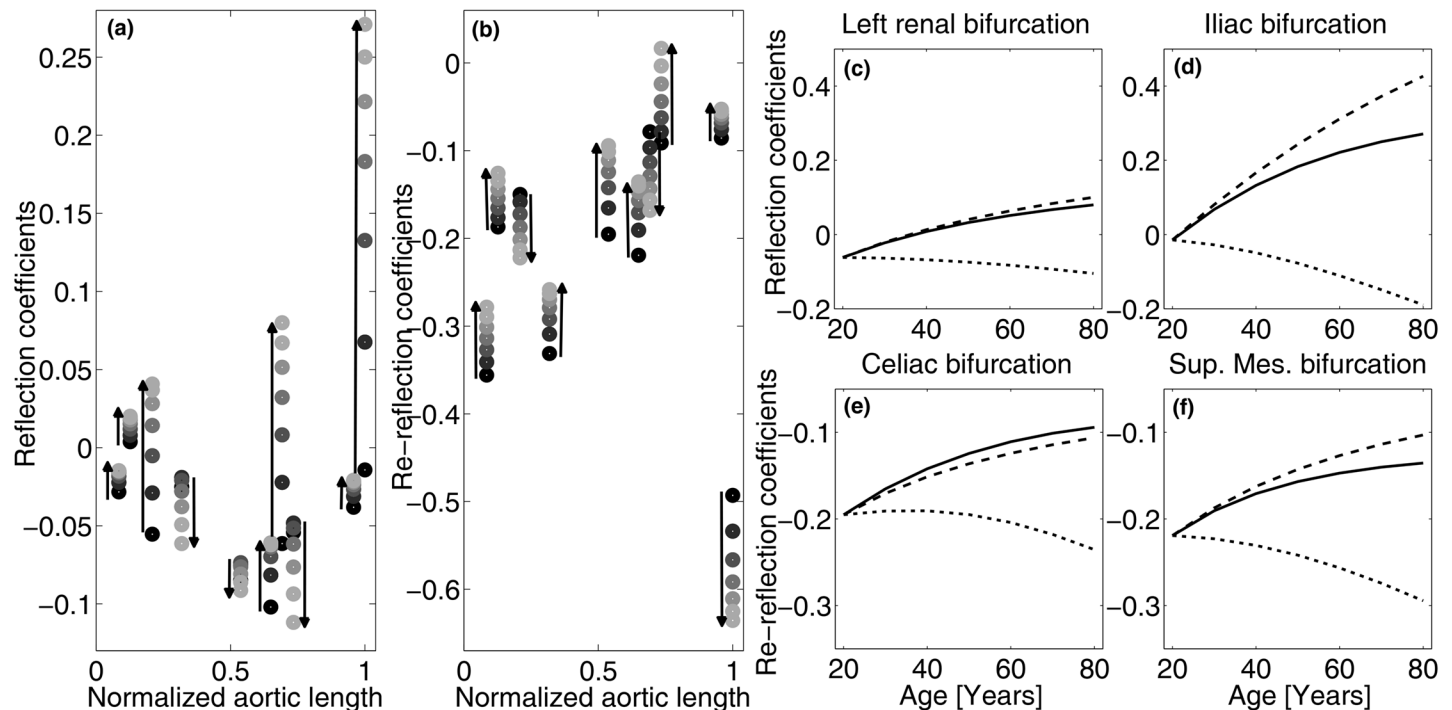 (a)
Reflection coefficients
0.25
0.2
0.15
0.1
0.05
0
−0.05
−0.1
0
0.5
1
Normalized aortic length
(b)
Re−reflection coefficients
0
−0.1
−0.2
−0.3
−0.4
−0.5
−0.6
0
0.5
1
Normalized aortic length
Left renal bifurcation
(c)
Reflection coefficients
0.4
0.2
0
−0.2
20
40
60
80
Iliac bifurcation
(d)
0.4
0.2
0
−0.2
20
40
60
80
Celiac bifurcation
(e)
Re−reflection coefficients
−0.1
−0.2
−0.3
20
40
60
80
Age [Years]
Sup. Mes. bifurcation
(f)
−0.1
−0.2
−0.3
20
40
60
80
Age [Years]